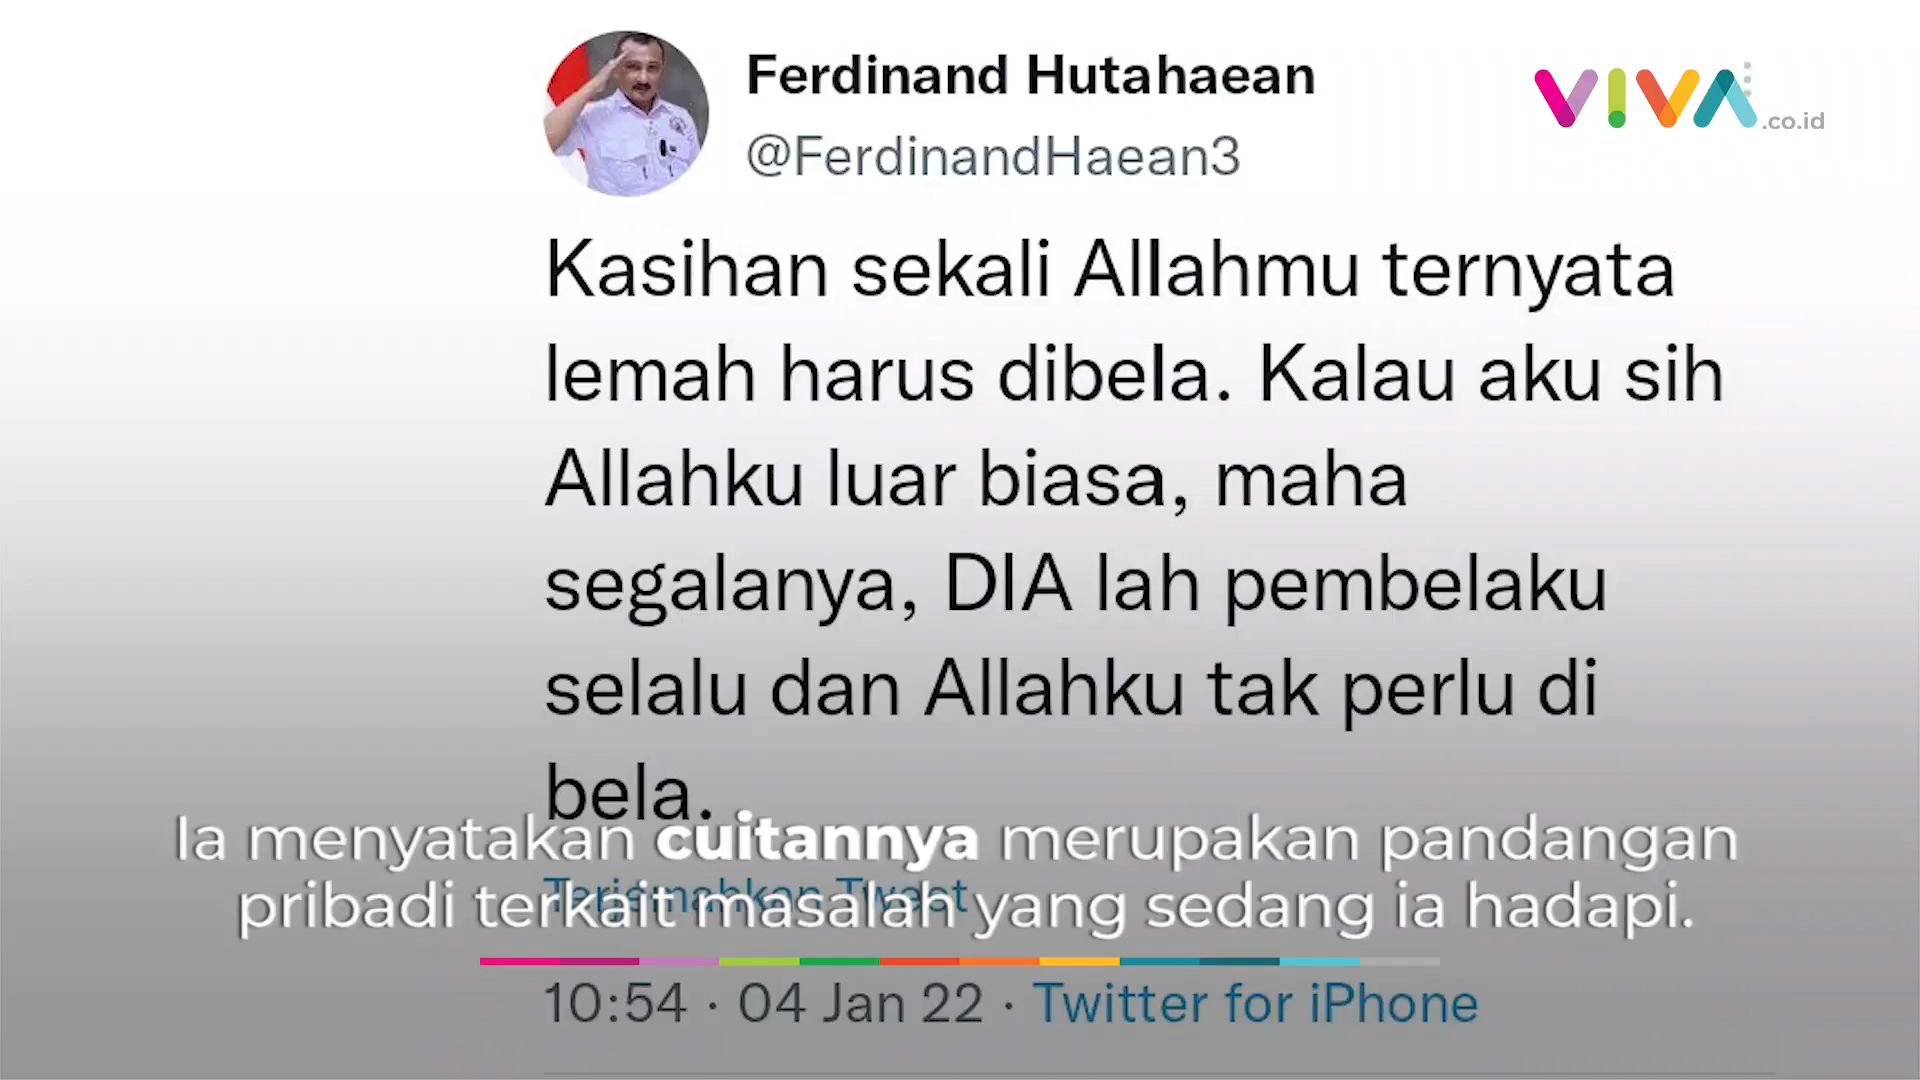 Ferdinand Hutahaean
VIVA.co.id
@FerdinandHaean3
Kasihan sekali Allahmu ternyata
lemah harus dibela. Kalau aku sih
Allahku luar biasa, maha
segalanya, DIA lah pembelaku
selalu dan Allahku tak perlu di
bela.
Ia menyatakan cuitannya merupakan pandangan
Terjemahkan Tweet
pribadi terkait masalah yang sedang ia hadapi.
10:54 · 04 Jan 22 · Twitter for iPhone